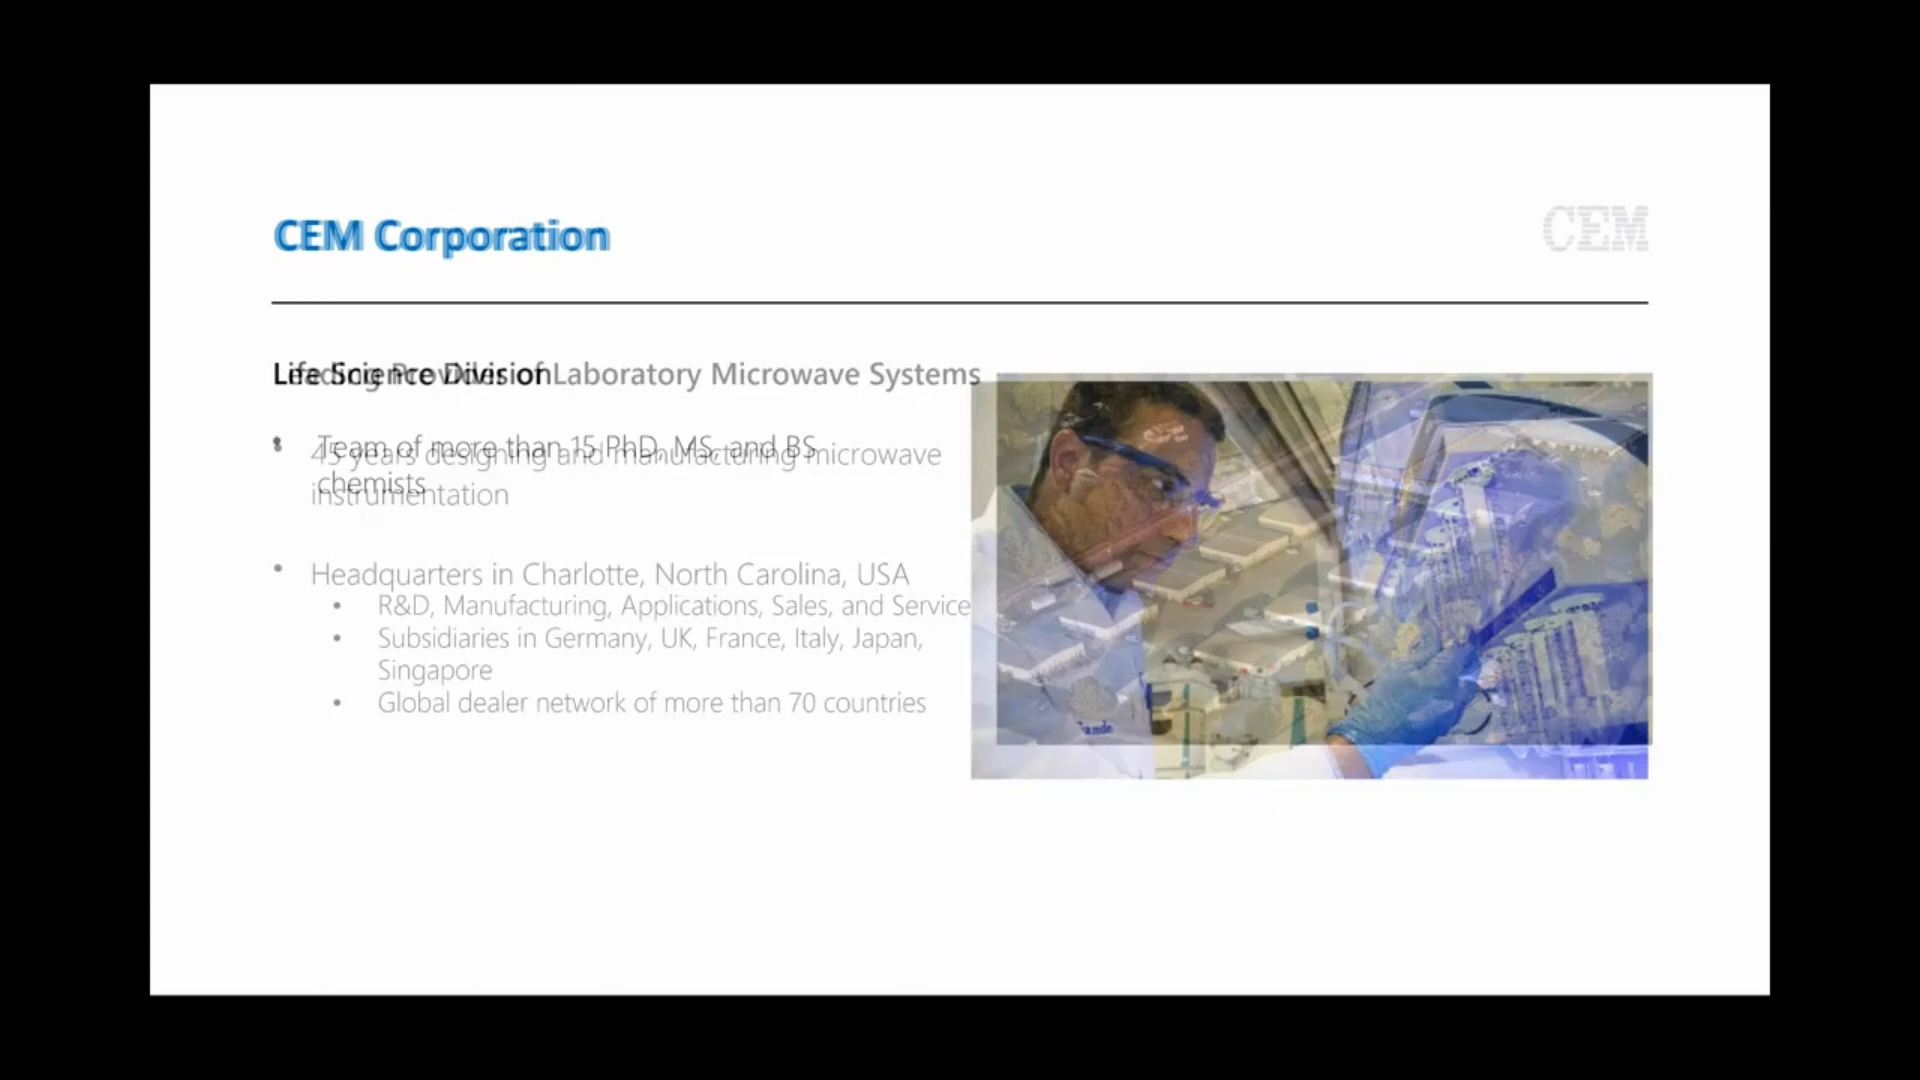 CEM Corporation
CEM
Life Science Division
Leading Provider of Laboratory Microwave Systems
• Team of more than 15 PhD, MS, and BS
chemists
• 45 years designing and manufacturing microwave
instrumentation
• Headquarters in Charlotte, North Carolina, USA
• R&D, Manufacturing, Applications, Sales, and Service
• Subsidiaries in Germany, UK, France, Italy, Japan,
Singapore
• Global dealer network of more than 70 countries